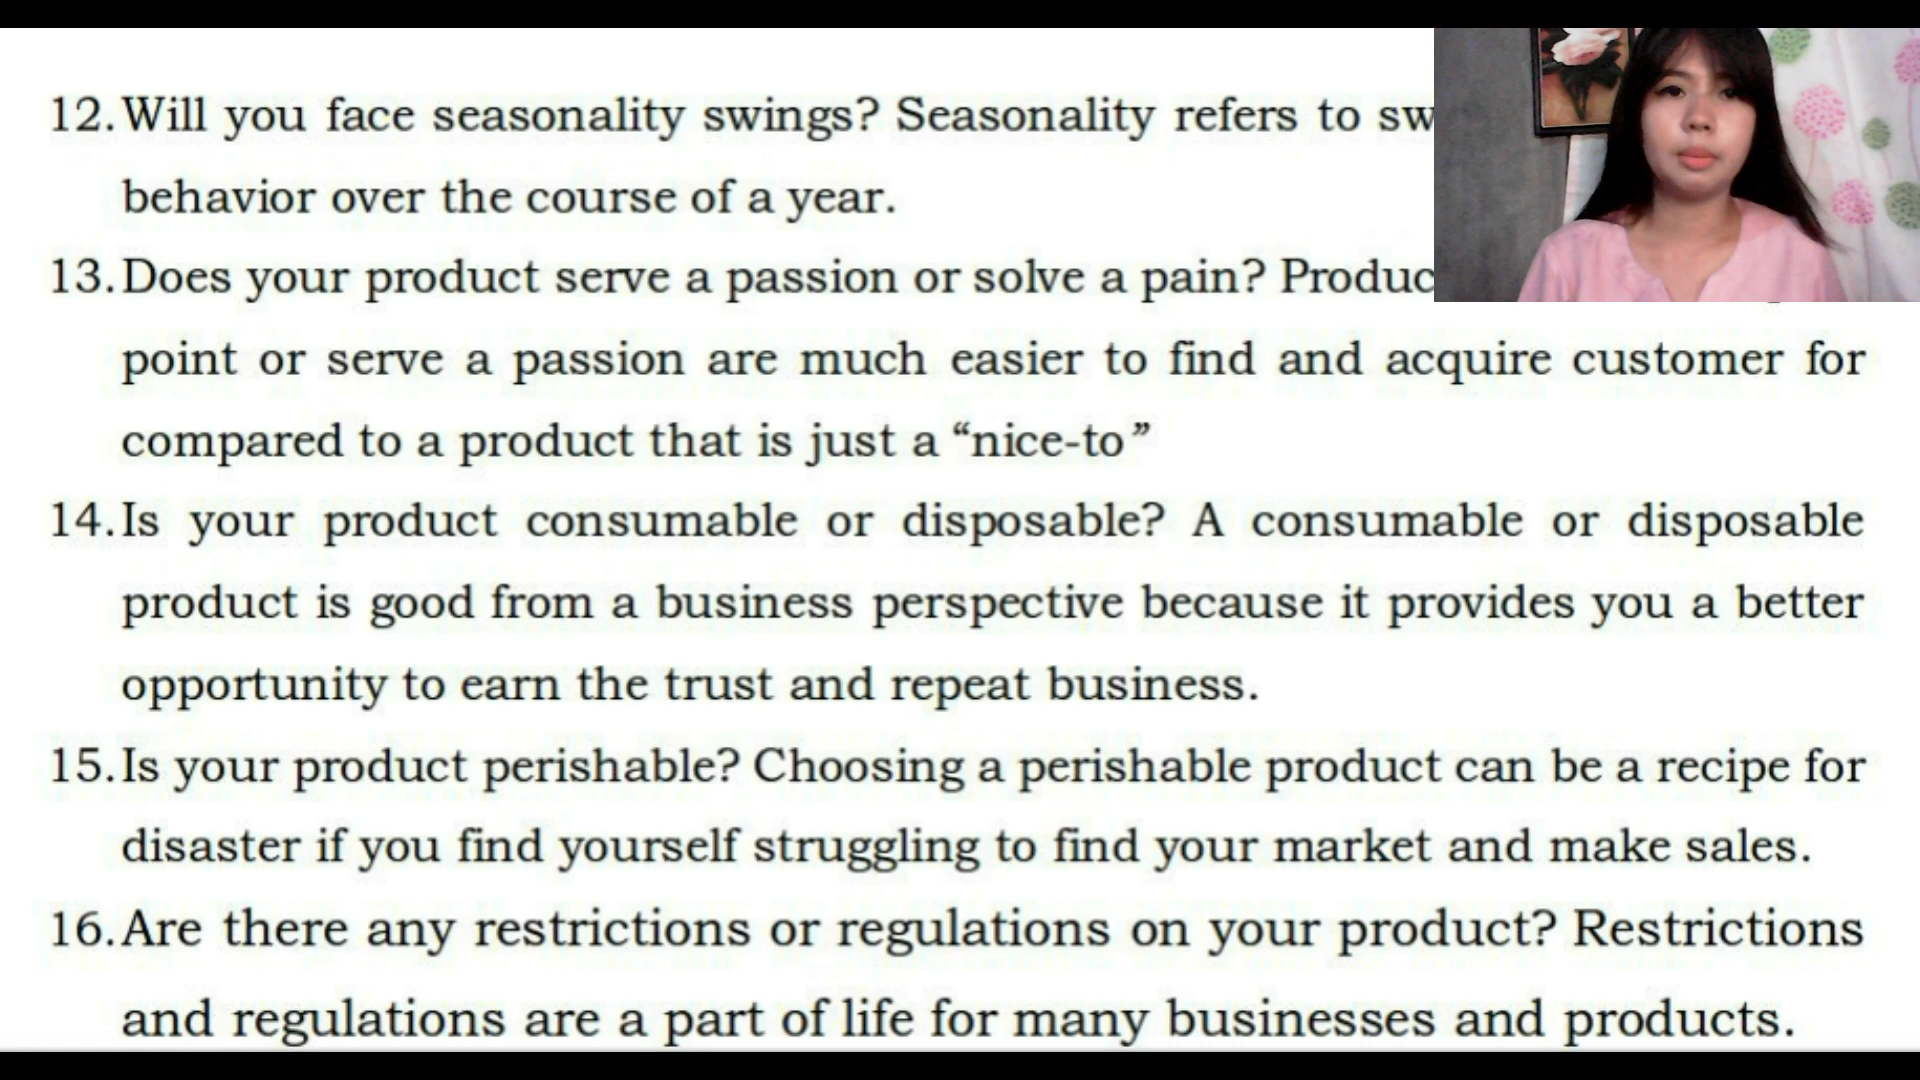 12. Will you face seasonality swings? Seasonality refers to
behavior over the course of a year.
13. Does your product serve a passion or solve a pain?
point or serve a passion are much easier to find and acquire customer for
compared to a product that is just a “nice-to”
14. Is your product consumable or disposable? A consumable or disposable
product is good from a business perspective because it provides you a better
opportunity to earn the trust and repeat business.
15. Is your product perishable? Choosing a perishable product can be a recipe for
disaster if you find yourself struggling to find your market and make sales.
16. Are there any restrictions or regulations on your product? Restrictions
and regulations are a part of life for many businesses and products.